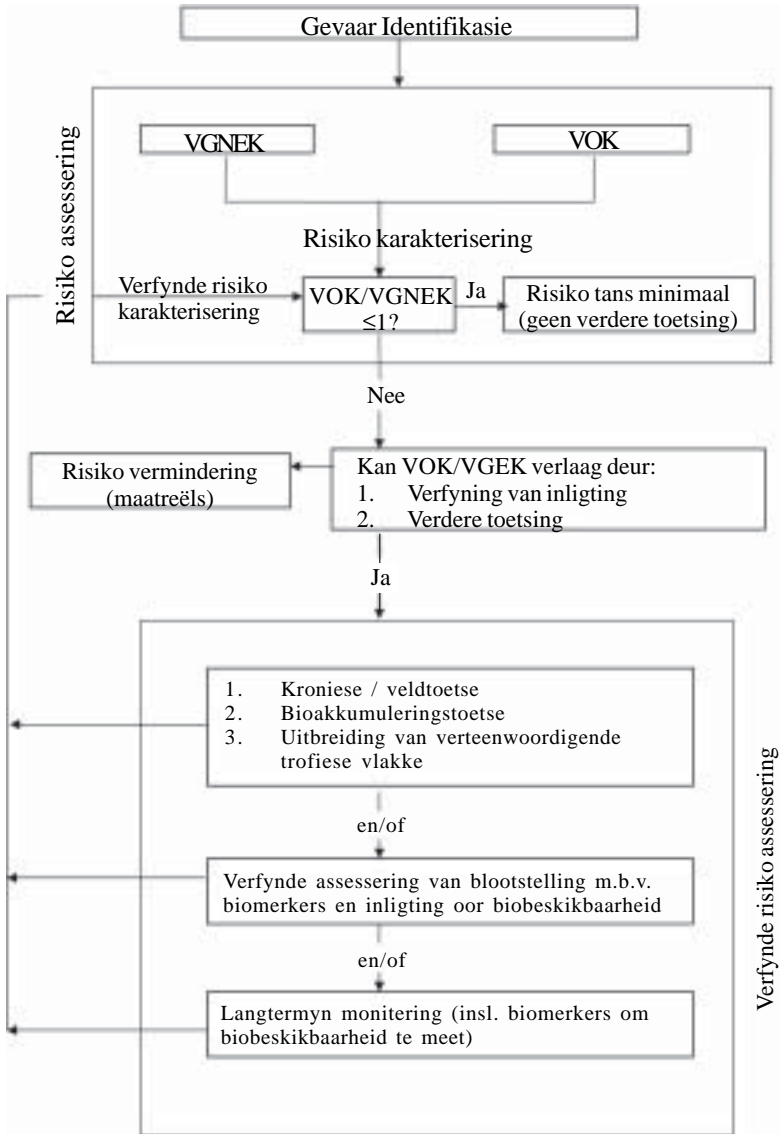 Gevaar Identifikasie
Risiko assessering
VGNEK
VOK
Risiko karakterisering
Verfynde risiko
karakterisering
VOK/VGNEK
≤1?
Ja
Risiko tans minimaal
(geen verdere toetsing)
Nee
Risiko vermindering
(maatreëls)
Kan VOK/VGEK verlaag deur:
1. Verfyning van inligting
2. Verdere toetsing
Ja
1. Kroniese / veldtoetse
2. Bioakkumuleringstoetse
3. Uitbreiding van verteenwoordigende
trofiese vlakke
en/of
Verfynde assessering van blootstelling m.b.v.
biomerkers en inligting oor biobeskikbaarheid
en/of
Langtermyn monitering (insl. biomerkers om
biobeskikbaarheid te meet)
Verfynde risiko assessering